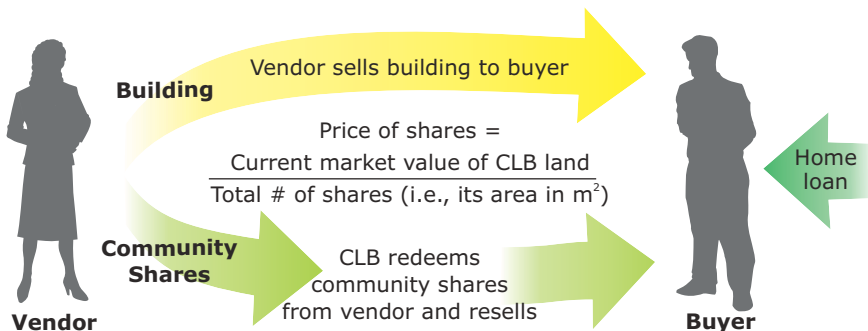 Building
Vendor sells building to buyer
Price of shares =
Current market value of CLB land
Total # of shares (i.e., its area in m²)
Home
loan
Community
Shares
CLB redeems
community shares
from vendor and resells
Vendor
Buyer